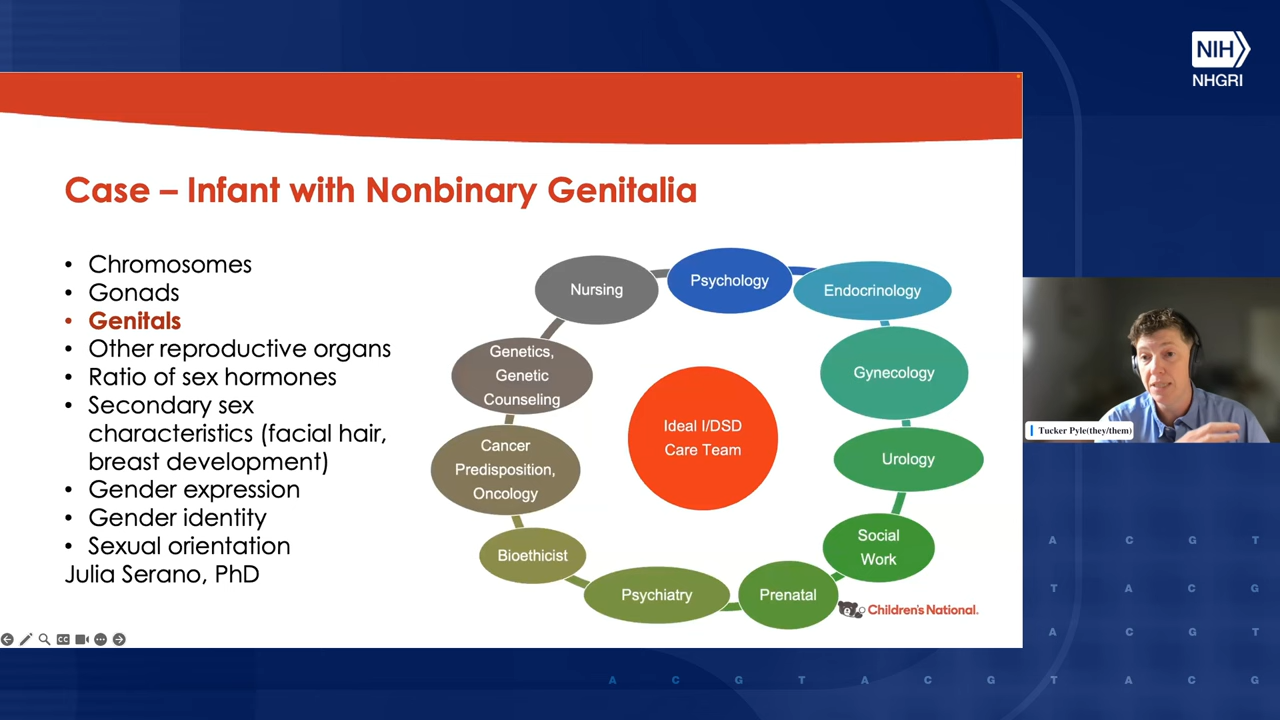 NIH
NHGRI
Case – Infant with Nonbinary Genitalia
• Chromosomes
• Gonads
• Genitals
• Other reproductive organs
• Ratio of sex hormones
• Secondary sex
characteristics (facial hair,
breast development)
• Gender expression
• Gender identity
• Sexual orientation
Julia Serano, PhD
Nursing
Psychology
Endocrinology
Genetics,
Genetic
Counseling
Gynecology
Ideal I/DSD
Care Team
Cancer
Predisposition,
Oncology
Urology
Bioethicist
Social
Work
Psychiatry
Prenatal
Children's National.
CC
Tucker Pyle(they/them)
A C G T
T A C G
A C G T
A C G T A C G T A C G